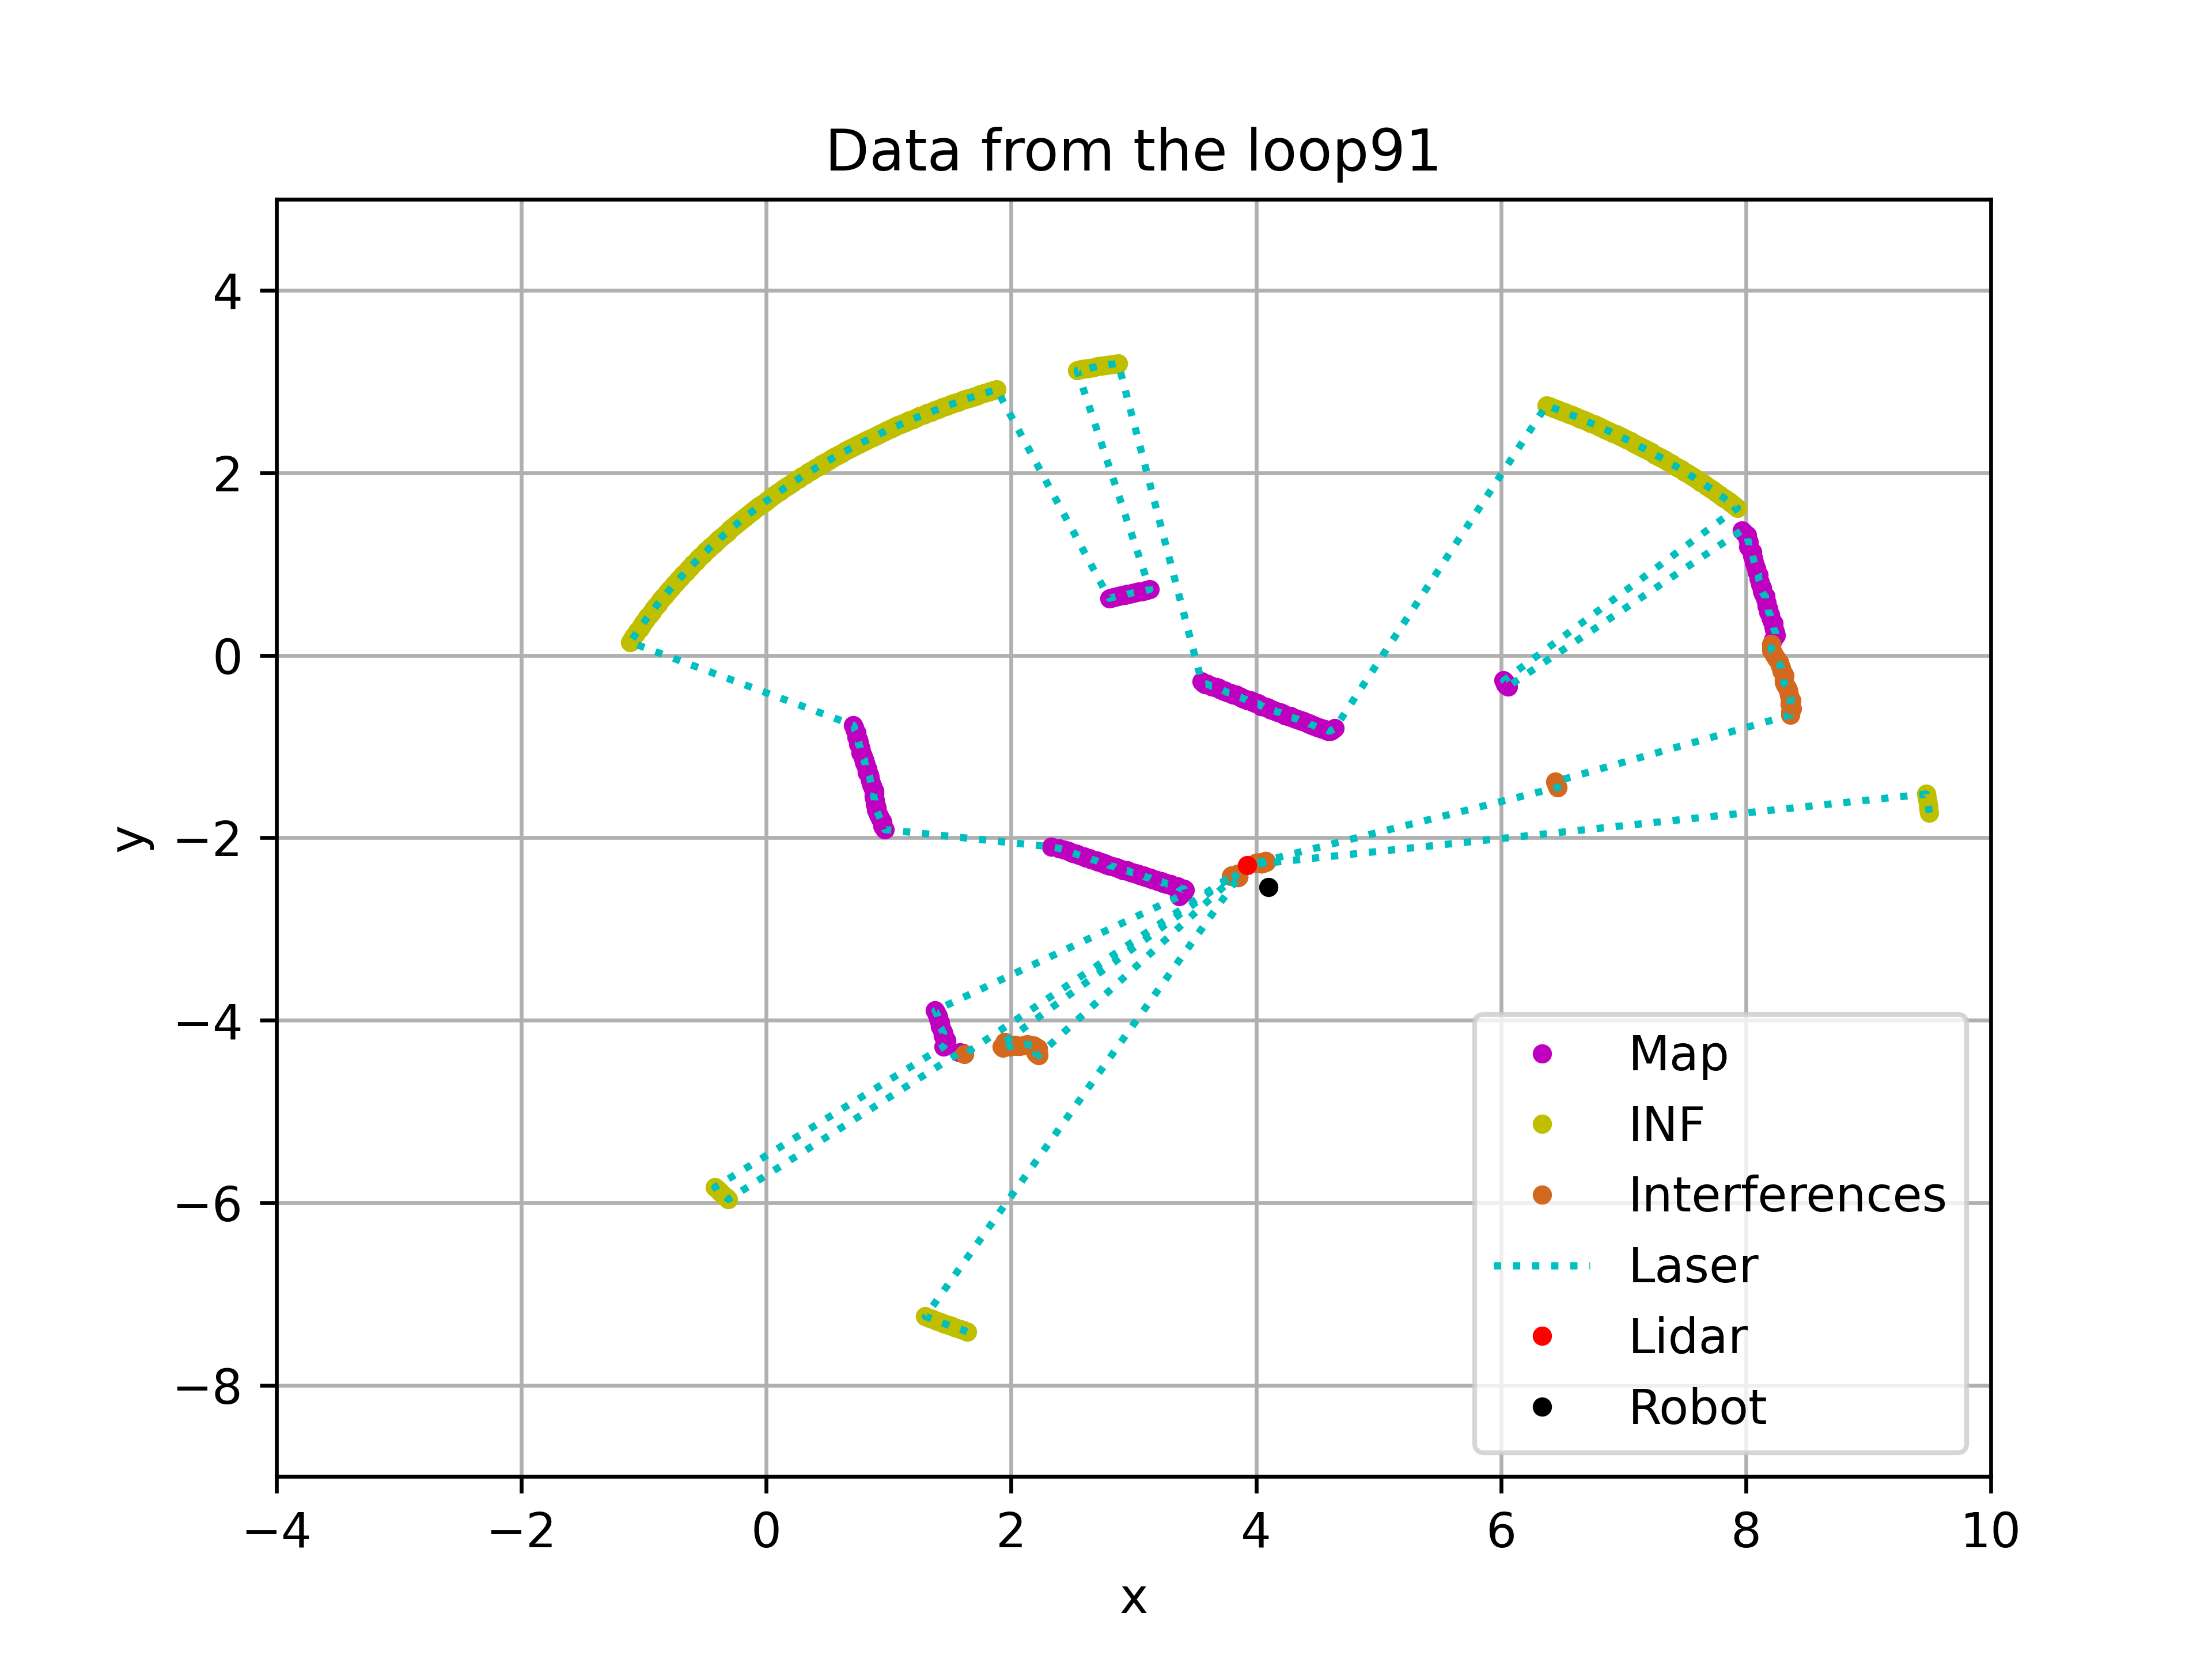 Data from the loop91
4
2
0
−2
−4
−6
−8
y
−4 −2 0 2 4 6 8 10
x
Map
INF
Interferences
Laser
Lidar
Robot